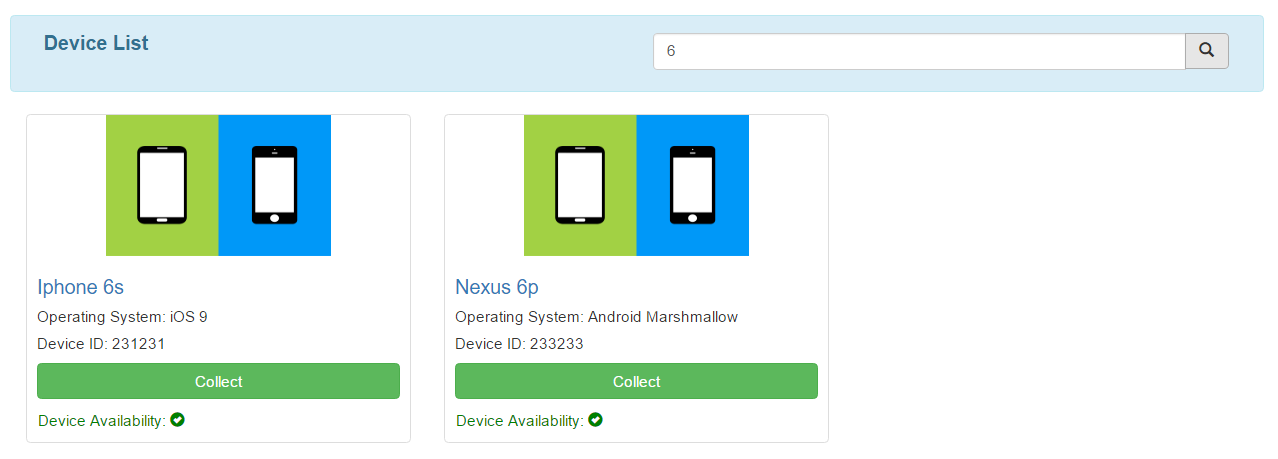 Device List
6
Iphone 6s
Operating System: iOS 9
Device ID: 231231
Collect
Device Availability:
Nexus 6p
Operating System: Android Marshmallow
Device ID: 233233
Collect
Device Availability: